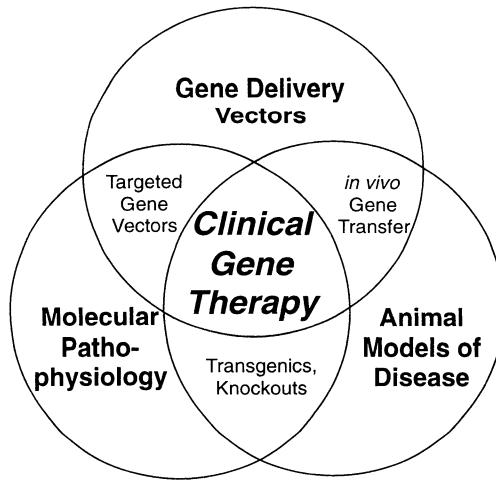 Gene Delivery
Vectors
Targeted
Gene
Vectors
in vivo
Gene
Transfer
Clinical
Gene
Therapy
Molecular
Patho-
physiology
Animal
Models of
Disease
Transgenics,
Knockouts